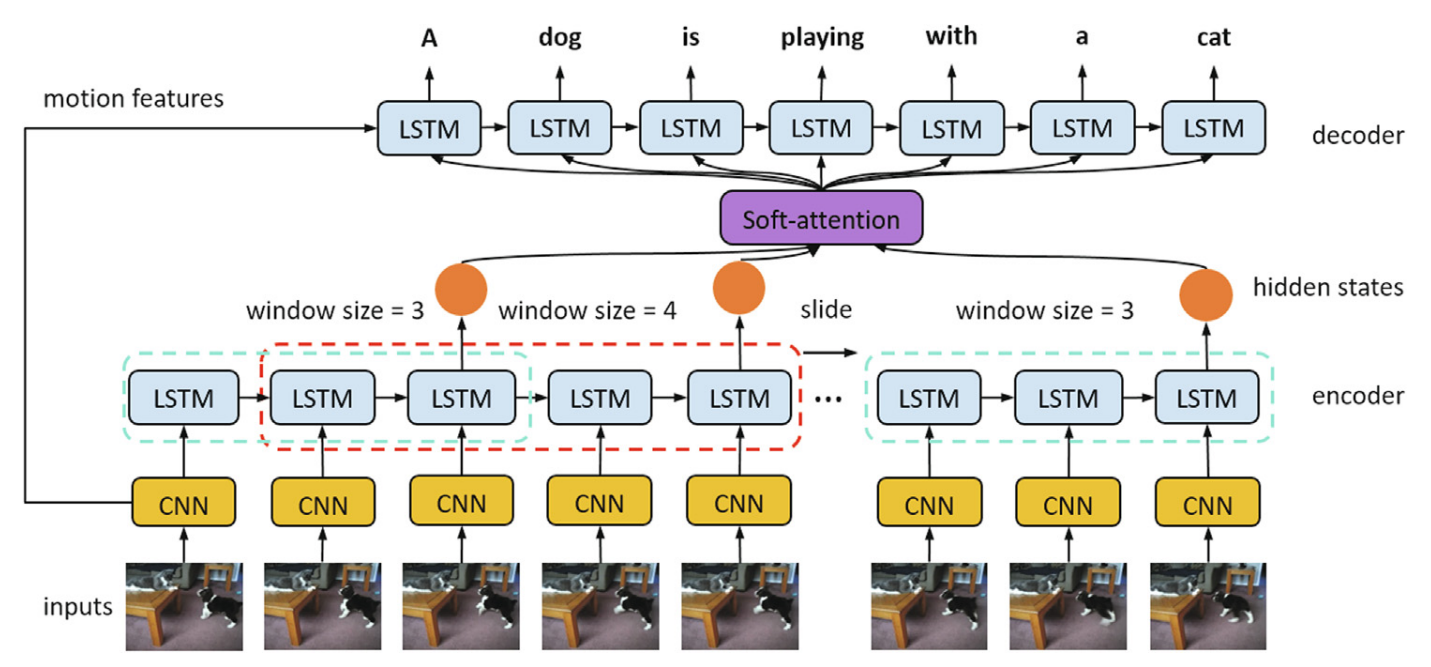 A dog is playing with a cat
motion features
LSTM LSTM LSTM LSTM LSTM LSTM LSTM
decoder
Soft-attention
hidden states
window size = 3 window size = 4 slide window size = 3
LSTM LSTM LSTM LSTM LSTM ... LSTM LSTM LSTM
encoder
CNN CNN CNN CNN CNN CNN CNN CNN
inputs